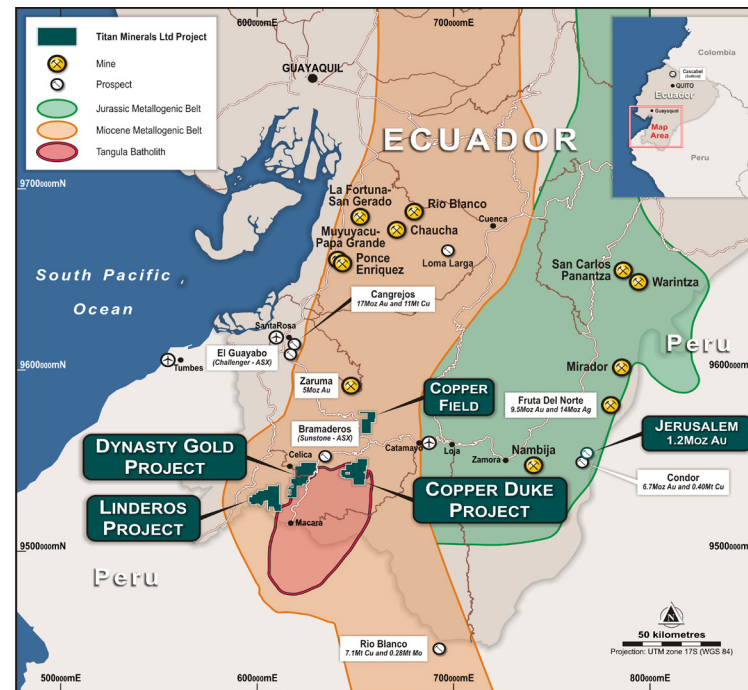 Titan Minerals Ltd Project
Mine
Prospect
Jurassic Metallogenic Belt
Miocene Metallogenic Belt
Tangula Batholith
600000mE
700000mE
GUAYAQUIL
Colombia
Cascabel
(SolGold)
QUITO
Ecuador
Guayaquil
Map
Area
Peru
ECUADOR
9700000mN
La Fortuna-
San Gerado
Rio Blanco
Muyuyacu-
Papa Grande
Chaucha
Cuenca
Ponce
Enriquez
Loma Larga
San Carlos
Panantza
Warintza
South Pacific
Ocean
Cangrejos
17Moz Au and 11Mt Cu
SantaRosa
El Guayabo
(Challenger - ASX)
Tumbes
Peru
9600000mN
9600
Mirador
Zaruma
5Moz Au
COPPER
FIELD
Fruta Del Norte
9.5Moz Au and 14Moz Ag
Bramaderos
(Sunstone - ASX)
JERUSALEM
1.2Moz Au
DYNASTY GOLD
PROJECT
Celica
Catamayo
Loja
Zamora
Nambija
Condor
6.7Moz Au and 0.40Mt Cu
LINDEROS
PROJECT
COPPER DUKE
PROJECT
Macará
9500000mN
9500000mN
Peru
Rio Blanco
7.1Mt Cu and 0.28Mt Mo
N
50 kilometres
Projection: UTM zone 17S (WGS 84)
500000mE
600000mE
700000mE
800000mE